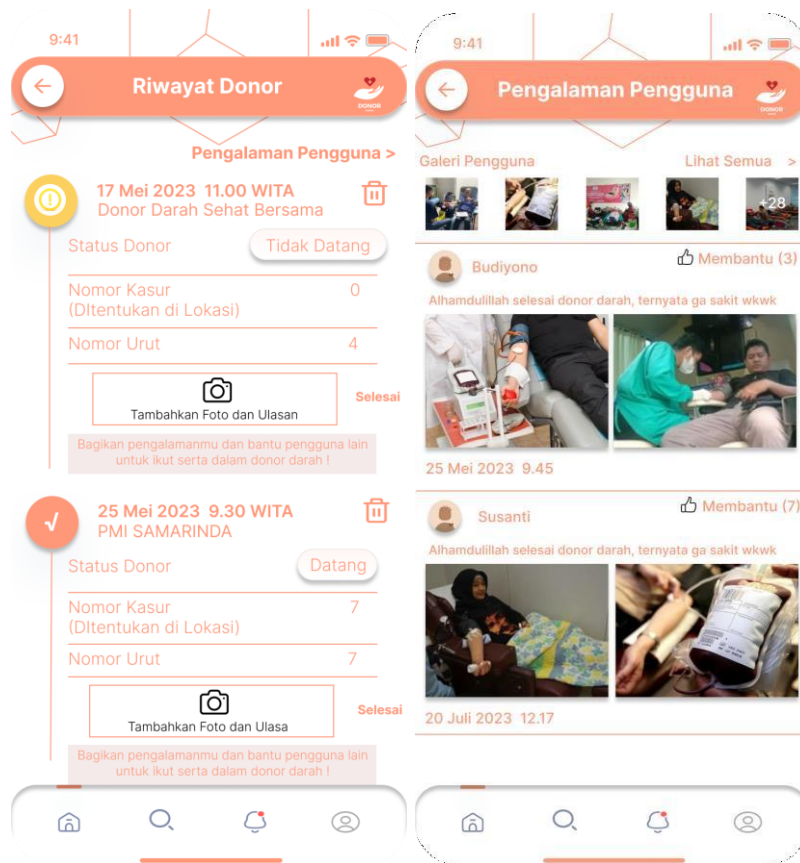 9:41
Riwayat Donor
DONOR
Pengalaman Pengguna >
17 Mei 2023 11.00 WITA
Donor Darah Sehat Bersama
Status Donor Tidak Datang
Nomor Kasur 0
(DItentukan di Lokasi)
Nomor Urut 4
Tambahkan Foto dan Ulasan
Selesai
Bagikan pengalamanmu dan bantu pengguna lain
untuk ikut serta dalam donor darah !
√
25 Mei 2023 9.30 WITA
PMI SAMARINDA
Status Donor Datang
Nomor Kasur 7
(DItentukan di Lokasi)
Nomor Urut 7
Tambahkan Foto dan Ulasa
Selesai
Bagikan pengalamanmu dan bantu pengguna lain
untuk ikut serta dalam donor darah !
9:41
Pengalaman Pengguna
DONOR
Galeri Pengguna Lihat Semua >
+28
Budiyono Membantu (3)
Alhamdulillah selesai donor darah, ternyata ga sakit wkwk
25 Mei 2023 9.45
Susanti Membantu (7)
Alhamdulillah selesai donor darah, ternyata ga sakit wkwk
20 Juli 2023 12.17